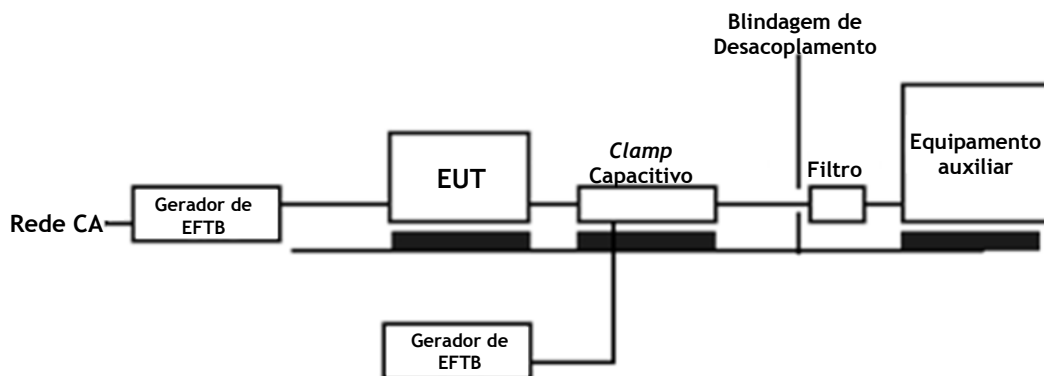 Blindagem de
Desacoplamento
Clamp
Capacitivo
Filtro
Equipamento
auxiliar
EUT
Gerador de
EFTB
Rede CA
Gerador de
EFTB